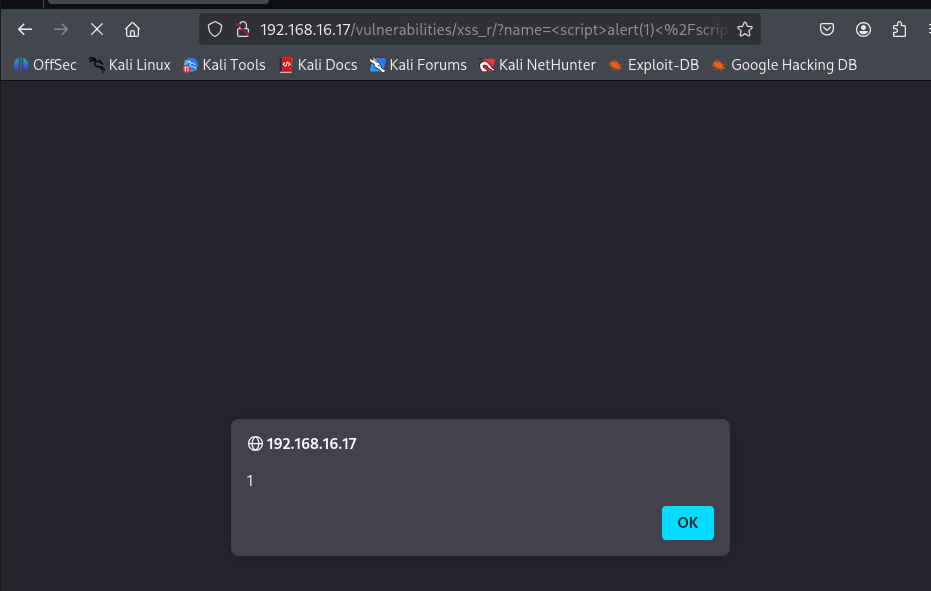 192.168.16.17/vulnerabilities/xss_r/?name=<script>alert(1)<%2Fscrip
OffSec Kali Linux Kali Tools Kali Docs Kali Forums Kali NetHunter Exploit-DB Google Hacking DB
192.168.16.17
1
OK